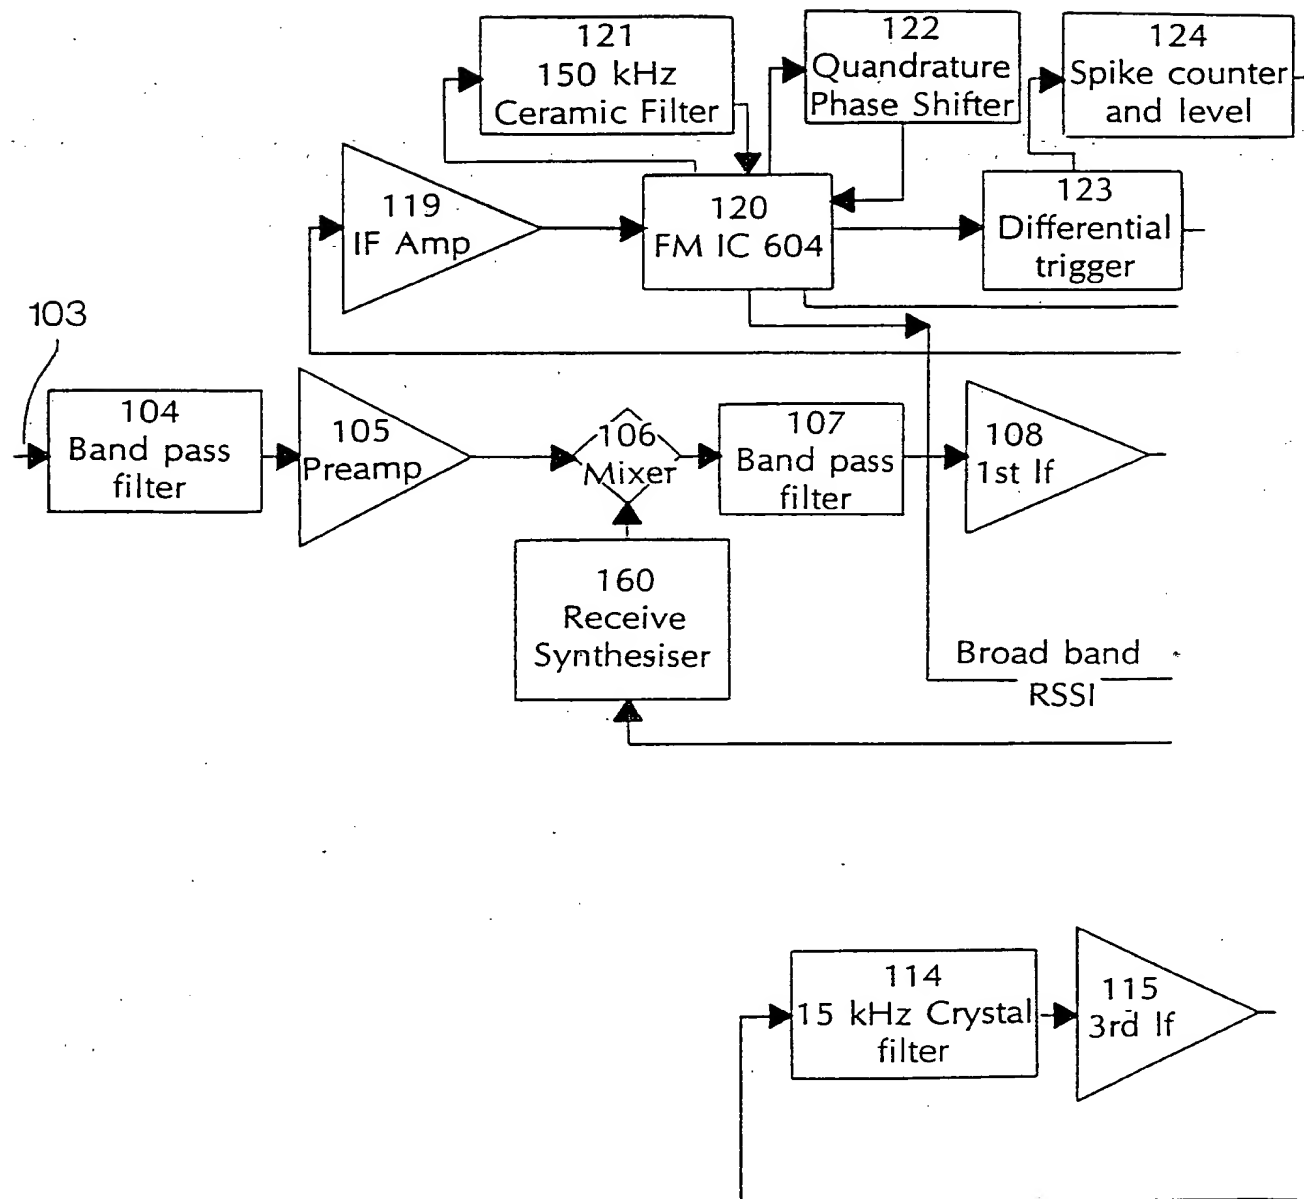 121
150 kHz
Ceramic Filter
122
Quandrature
Phase Shifter
124
Spike counter
and level
119
IF Amp
120
FM IC 604
123
Differential
trigger
103
104
Band pass
filter
105
Preamp
106
Mixer
107
Band pass
filter
108
1st If
160
Receive
Synthesiser
Broad band
RSSI
114
15 kHz Crystal
filter
115
3rd If